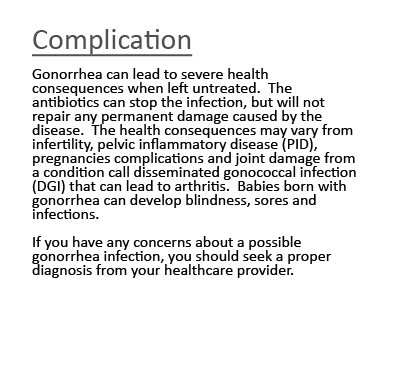 Complication
Gonorrhea can lead to severe health
consequences when left untreated.  The
antibiotics can stop the infection, but will not
repair any permanent damage caused by the
disease.  The health consequences may vary from
infertility, pelvic inflammatory disease (PID),
pregnancies complications and joint damage from
a condition call disseminated gonococcal infection
(DGI) that can lead to arthritis.  Babies born with
gonorrhea can develop blindness, sores and
infections.
If you have any concerns about a possible
gonorrhea infection, you should seek a proper
diagnosis from your healthcare provider.